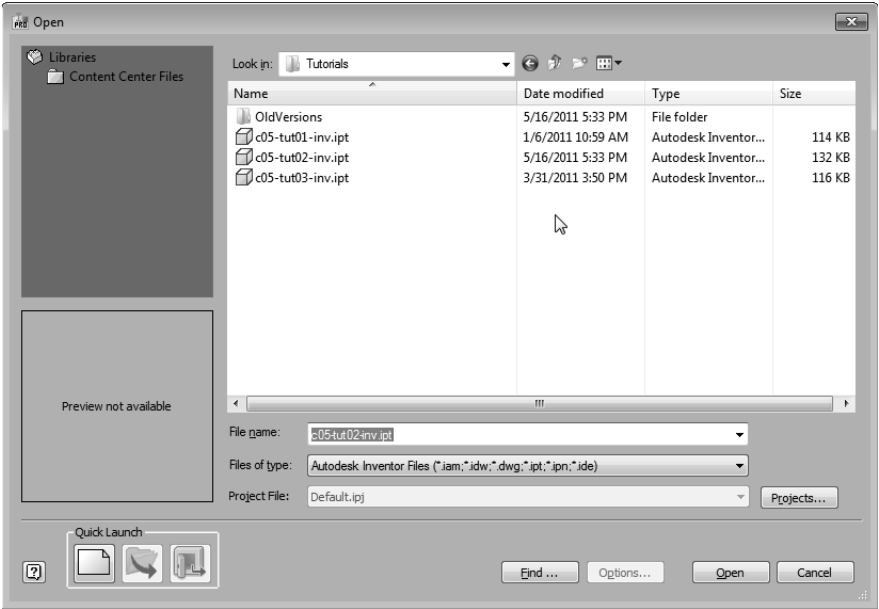 PRO Open
Libraries
Content Center Files
Look in: Tutorials
Name Date modified Type Size
OldVersions 5/16/2011 5:33 PM File folder
c05-tut01-inv.ipt 1/6/2011 10:59 AM Autodesk Inventor... 114 KB
c05-tut02-inv.ipt 5/16/2011 5:33 PM Autodesk Inventor... 132 KB
c05-tut03-inv.ipt 3/31/2011 3:50 PM Autodesk Inventor... 116 KB
Preview not available
File name: c05-tut02-inv.ipt
Files of type: Autodesk Inventor Files (*.iam;*.idw;*.dwg;*.ipt;*.ipn;*.ide)
Project File: Default.ipj Projects...
Quick Launch
? Find ... Options... Open Cancel